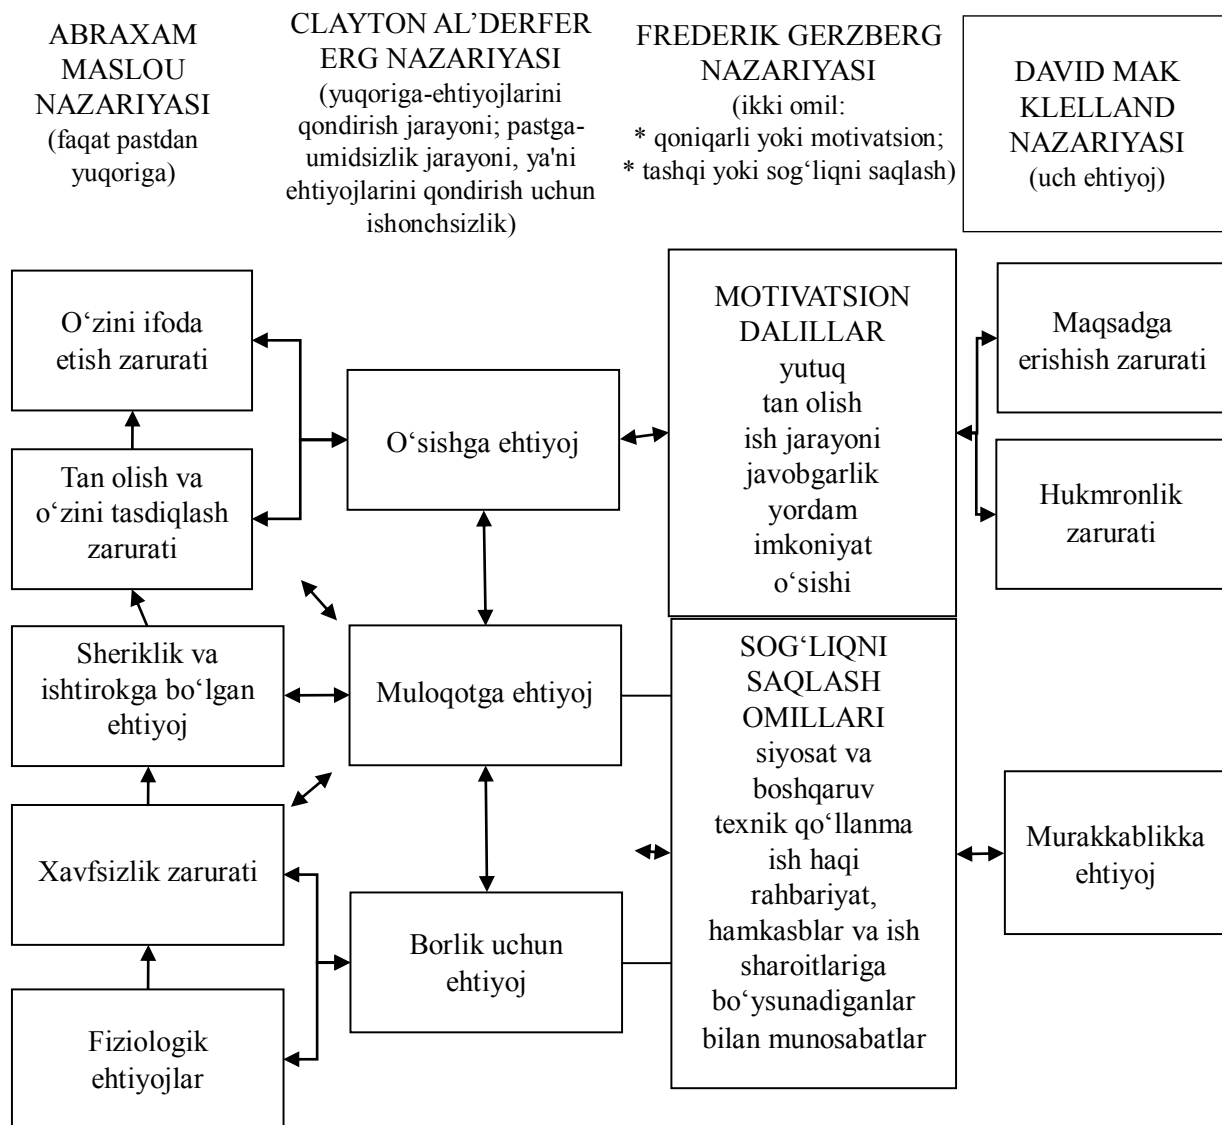 ABRAXAM
MASLOU
NAZARIYASI
(faqat pastdan
yuqoriga)
CLAYTON AL’DERFER
ERG NAZARIYASI
(yuqoriga-ehtiyojlarini
qondirish jarayoni; pastga-
umidsizlik jarayoni, ya'ni
ehtiyojlarini qondirish uchun
ishonchsizlik)
FREDERIK GERZBERG
NAZARIYASI
(ikki omil:
* qoniqarli yoki motivatsion;
* tashqi yoki sog‘liqni saqlash)
DAVID MAK
KLELLAND
NAZARIYASI
(uch ehtiyoj)
O‘zini ifoda
etish zarurati
Tan olish va
o‘zini tasdiqlash
zarurati
Sheriklik va
ishtirokga bo‘lgan
ehtiyoj
Xavfsizlik zarurati
Fiziologik
ehtiyojlar
O‘sishga ehtiyoj
Muloqotga ehtiyoj
Borlik uchun
ehtiyoj
MOTIVATSION
DALILLAR
yutuq
tan olish
ish jarayoni
javobgarlik
yordam
imkoniyat
o‘sishi
SOG‘LIQNI
SAQLASH
OMILLARI
siyosat va
boshqaruv
texnik qo‘llanma
ish haqi
rahbariyat,
hamkasblar va ish
sharoitlariga
bo‘ysunadiganlar
bilan munosabatlar
Maqsadga
erishish zarurati
Hukmronlik
zarurati
Murakkablikka
ehtiyoj